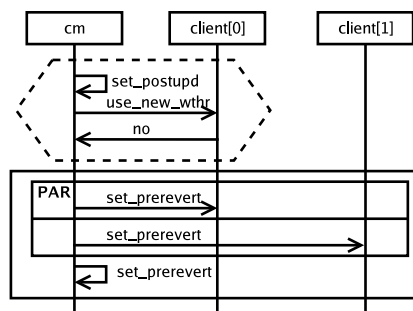 cm client[0] client[1]
set_postupd
use_new_wthr
no
PAR
set_prerevert
set_prerevert
set_prerevert